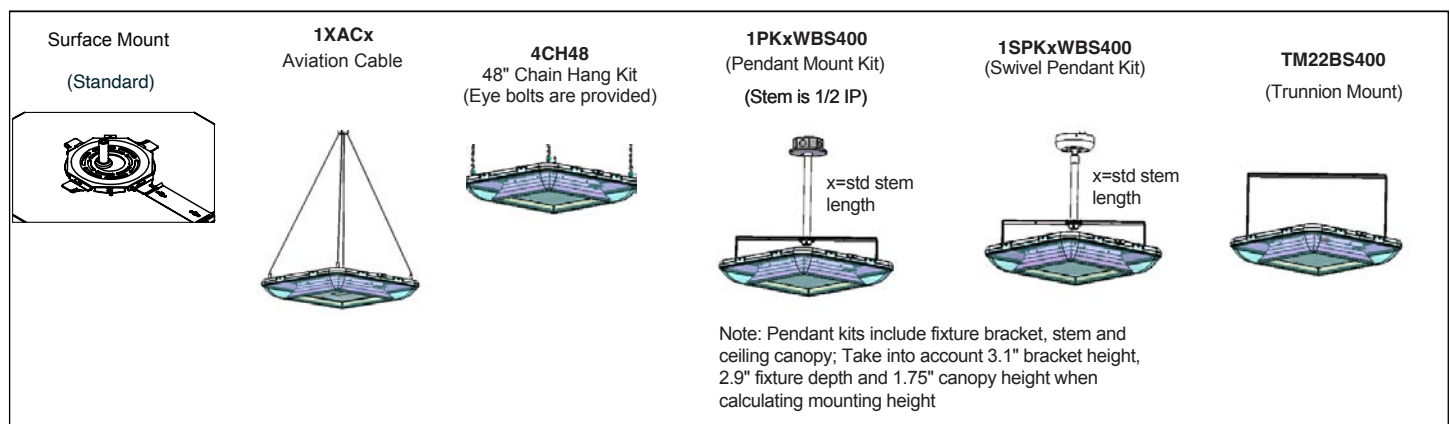 Surface Mount
(Standard)
1XACx
Aviation Cable
4CH48
48" Chain Hang Kit
(Eye bolts are provided)
1PKxWBS400
(Pendant Mount Kit)
(Stem is 1/2 IP)
x=std stem
length
1SPKxWBS400
(Swivel Pendant Kit)
x=std stem
length
TM22BS400
(Trunnion Mount)
Note: Pendant kits include fixture bracket, stem and
ceiling canopy; Take into account 3.1" bracket height,
2.9" fixture depth and 1.75" canopy height when
calculating mounting height